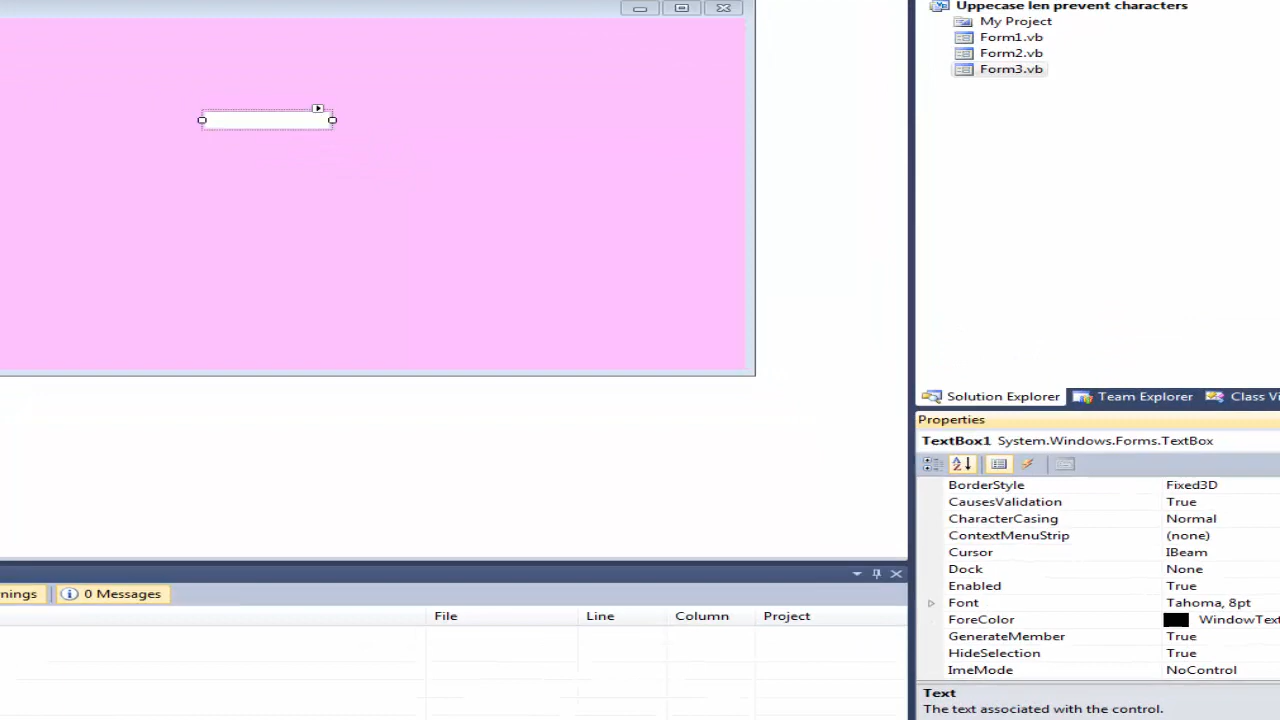 Uppecase len prevent characters
My Project
Form1.vb
Form2.vb
Form3.vb
Solution Explorer
Team Explorer
Class Vi
Properties
TextBox1 System.Windows.Forms.TextBox
BorderStyle Fixed3D
CausesValidation True
CharacterCasing Normal
ContextMenuStrip (none)
Cursor IBeam
Dock None
Enabled True
Font Tahoma, 8pt
ForeColor WindowText
GenerateMember True
HideSelection True
ImeMode NoControl
Text
The text associated with the control.
nings 0 Messages
File Line Column Project